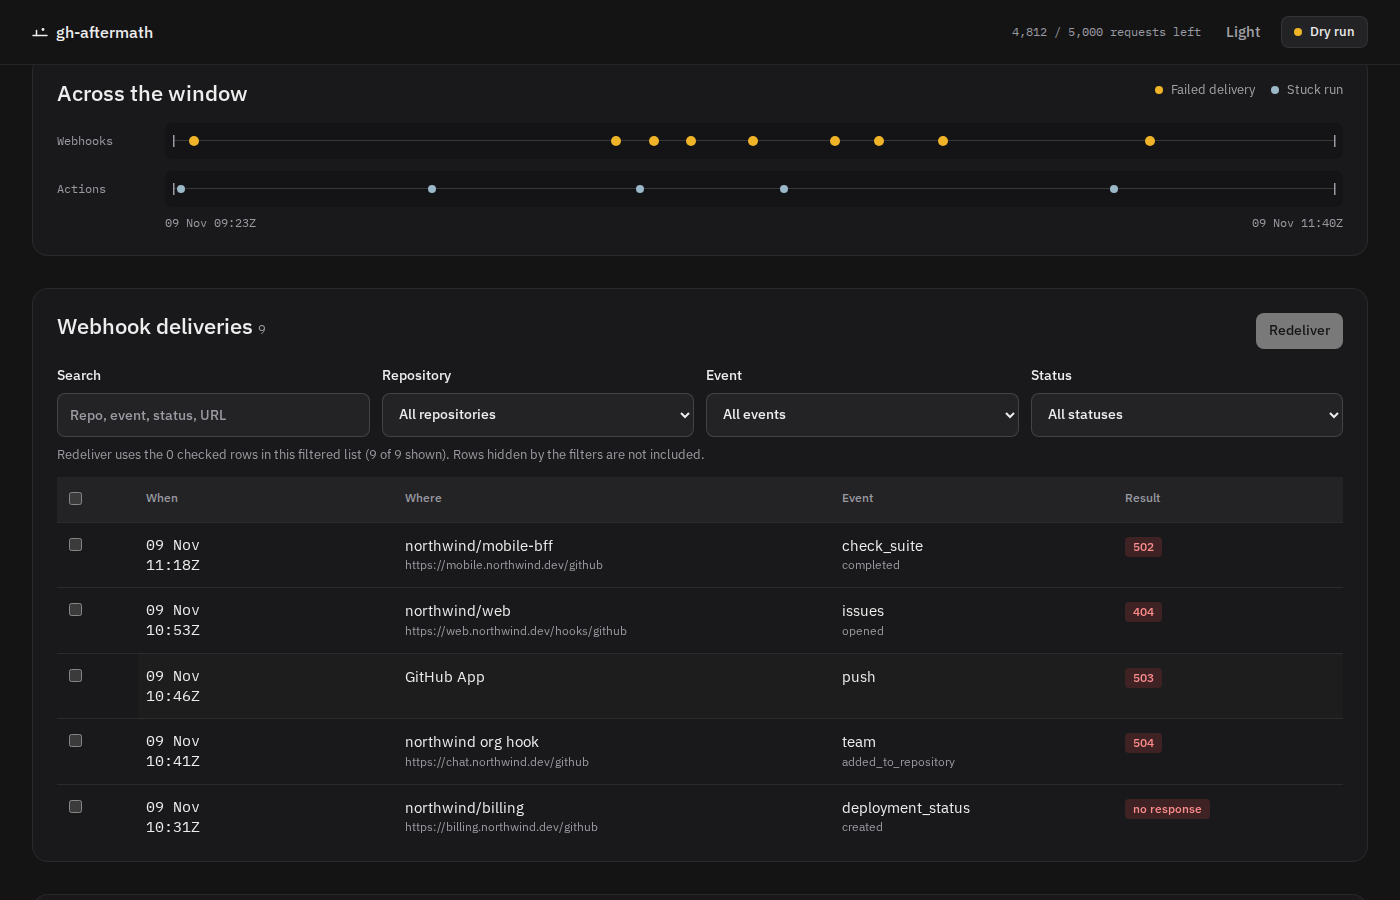 gh-aftermath
4,812 / 5,000 requests left
Light
Dry run
Across the window
Failed delivery
Stuck run
Webhooks
Actions
09 Nov 09:23Z
09 Nov 11:40Z
Webhook deliveries 9
Redeliver
Search
Repository
Event
Status
Repo, event, status, URL
All repositories
All events
All statuses
Redeliver uses the 0 checked rows in this filtered list (9 of 9 shown). Rows hidden by the filters are not included.
When
Where
Event
Result
09 Nov
11:18Z
northwind/mobile-bff
https://mobile.northwind.dev/github
check_suite
completed
502
09 Nov
10:53Z
northwind/web
https://web.northwind.dev/hooks/github
issues
opened
404
09 Nov
10:46Z
GitHub App
push
503
09 Nov
10:41Z
northwind org hook
https://chat.northwind.dev/github
team
added_to_repository
504
09 Nov
10:31Z
northwind/billing
https://billing.northwind.dev/github
deployment_status
created
no response